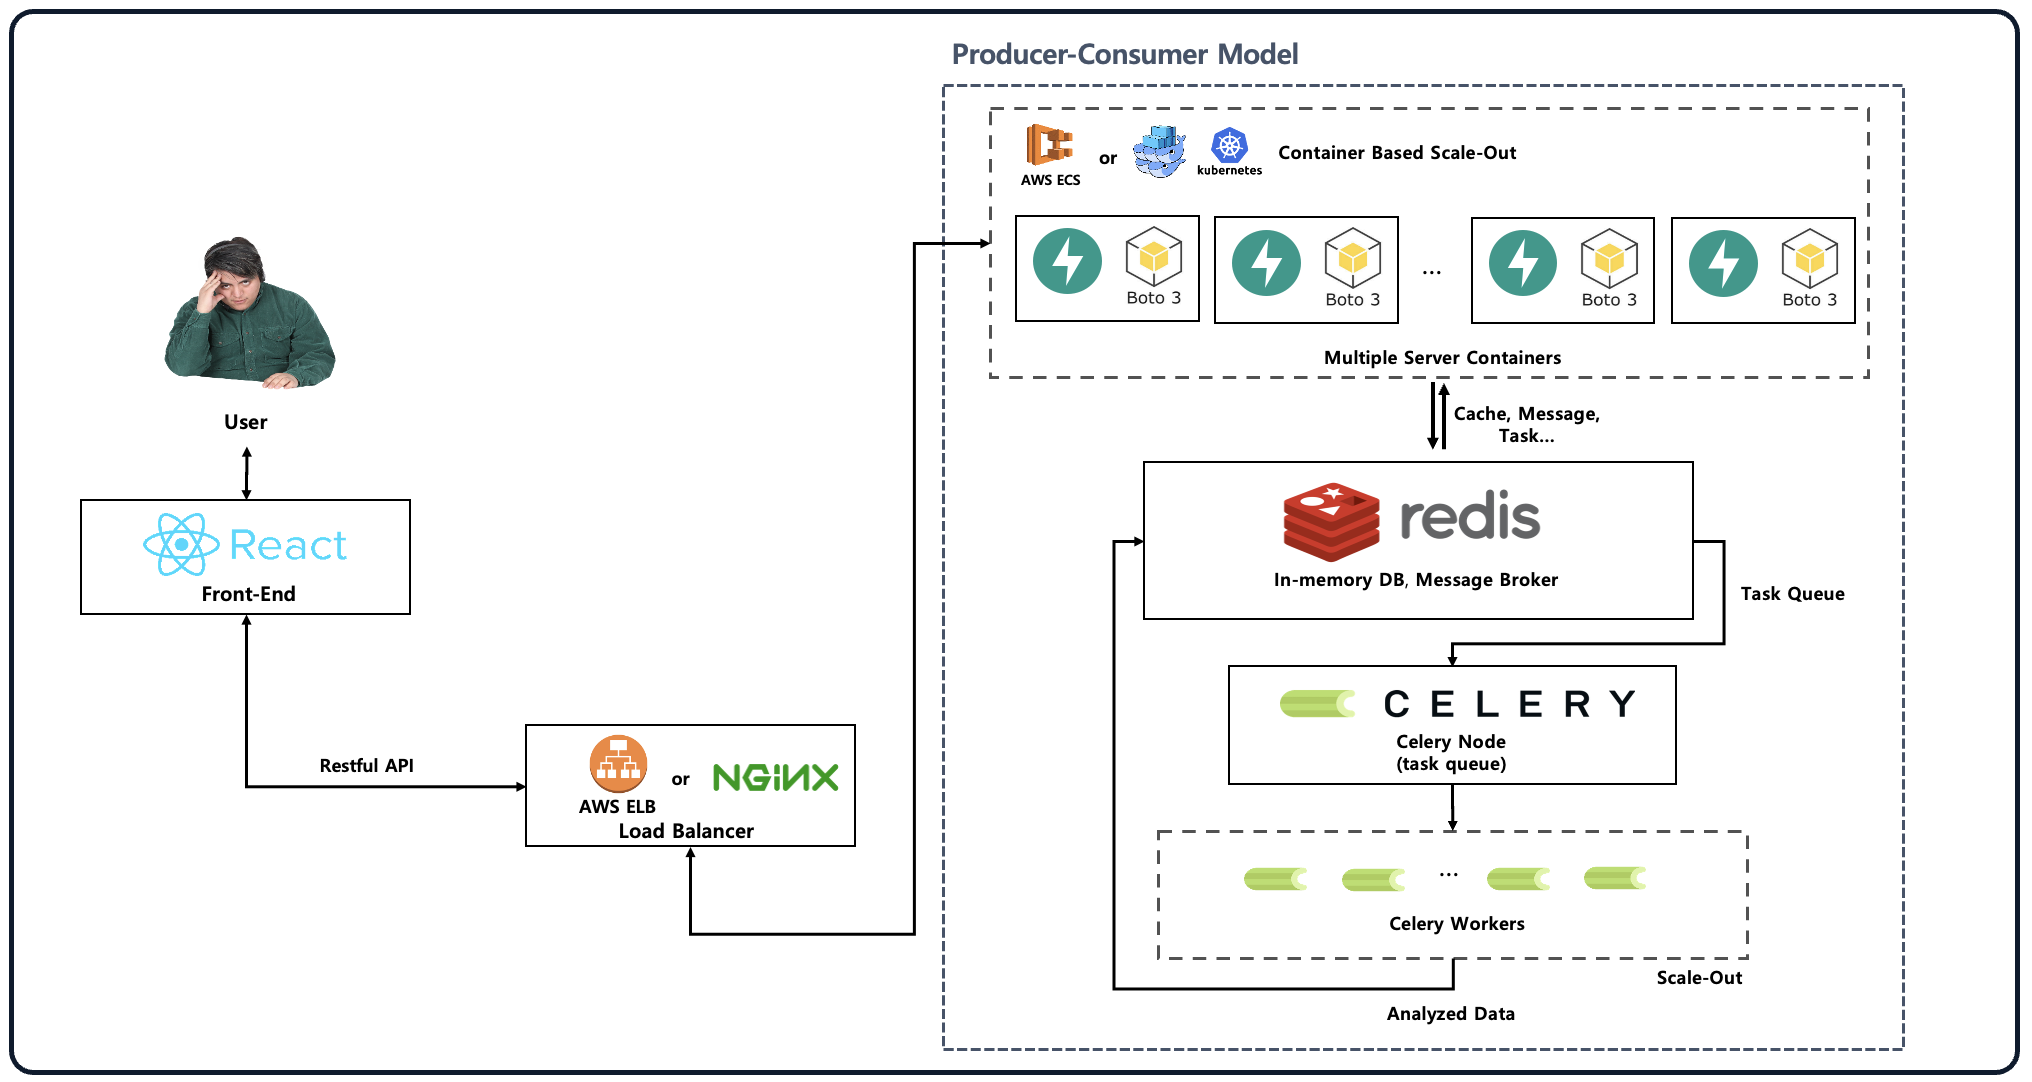 Producer-Consumer Model
AWS ECS
or
kubernetes
Container Based Scale-Out
Boto 3
Boto 3
...
Boto 3
Boto 3
Multiple Server Containers
Cache, Message,
Task...
User
React
Front-End
redis
In-memory DB, Message Broker
Task Queue
CELERY
Celery Node
(task queue)
Restful API
AWS ELB
or
NGINX
Load Balancer
...
Celery Workers
Scale-Out
Analyzed Data